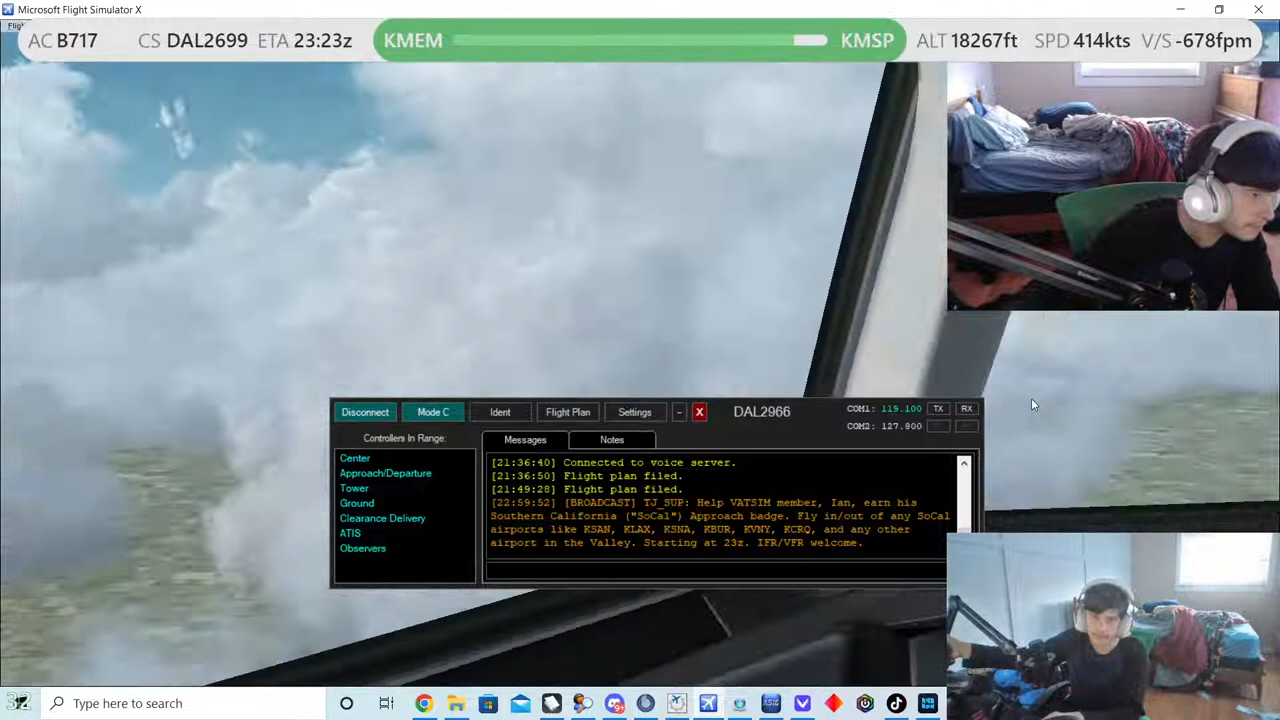 Microsoft Flight Simulator X
AC B717 CS DAL2699 ETA 23:23z KMEM KMSP ALT 18267ft SPD 414kts V/S -678fpm
Disconnect Mode C Ident Flight Plan Settings - X DAL2966 COM1: 119.100 TX RX
COM2: 127.800
Controllers In Range:
Center
Approach/Departure
Tower
Ground
Clearance Delivery
ATIS
Observers
Messages Notes
[21:36:40] Connected to voice server.
[21:36:50] Flight plan filed.
[21:49:28] Flight plan filed.
[22:59:52] [BROADCAST] TJ_SUP: Help VATSIM member, Ian, earn his
Southern California ("SoCal") Approach badge. Fly in/out of any SoCal
airports like KSAN, KLAX, KSNA, KBUR, KVNY, KCRQ, and any other
airport in the Valley. Starting at 23z. IFR/VFR welcome.
Type here to search